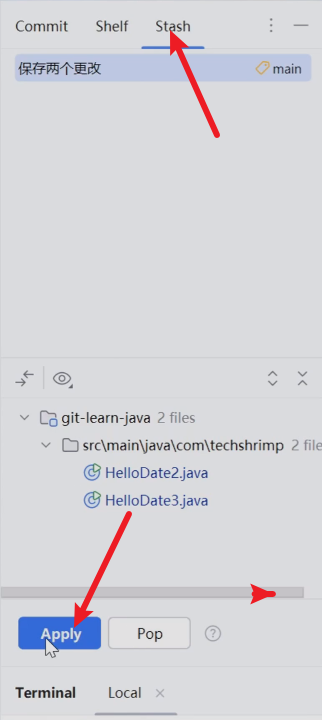 Commit Shelf Stash
保存两个更改 main
git-learn-java 2 files
src\main\java\com\techshrimp 2 file
HelloDate2.java
HelloDate3.java
Apply Pop ?
Terminal Local